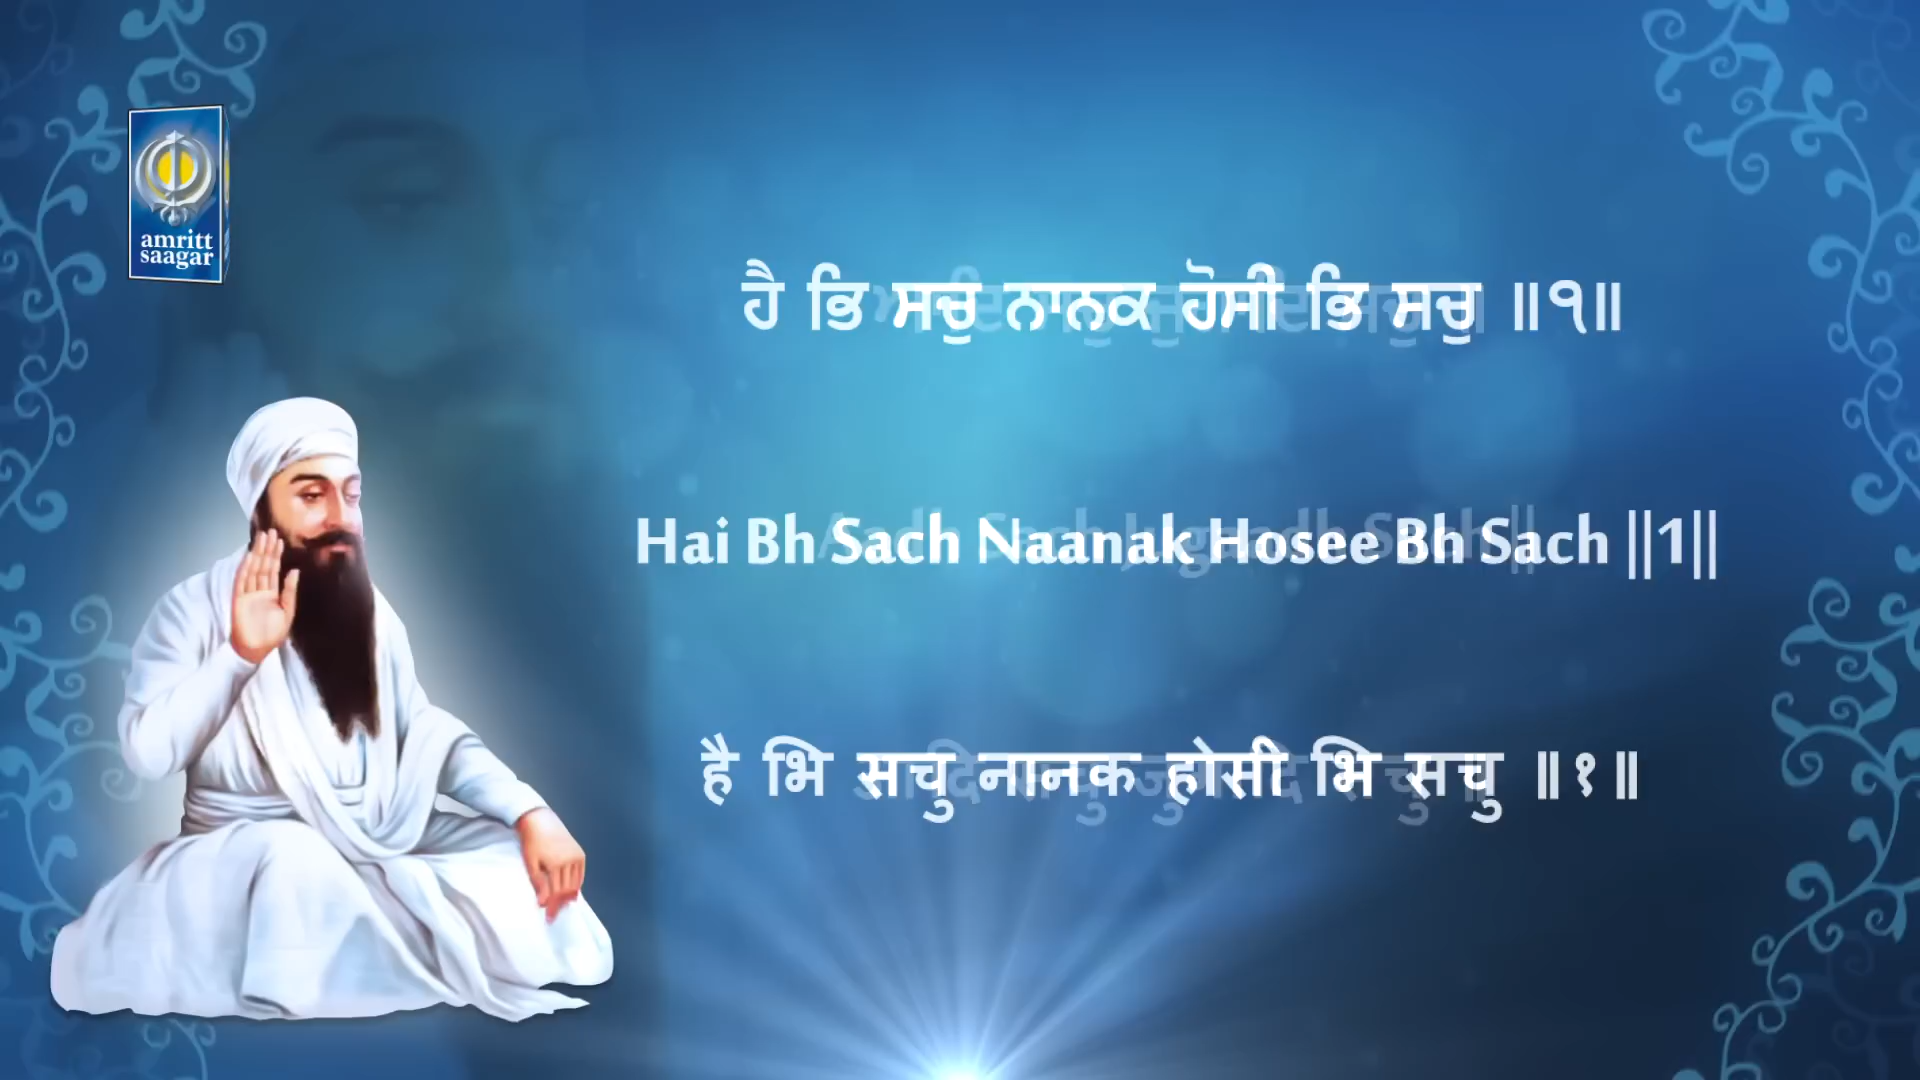 amritt
saagar
ਹੈ ਭਿ ਸਚੁ ਨਾਨਕ ਹੋਸੀ ਭਿ ਸਚੁ ॥੧॥
Hai Bh Sach Naanak Hosee Bh Sach ||1||
है भि सचु नानक होसी भि सचु ॥१॥